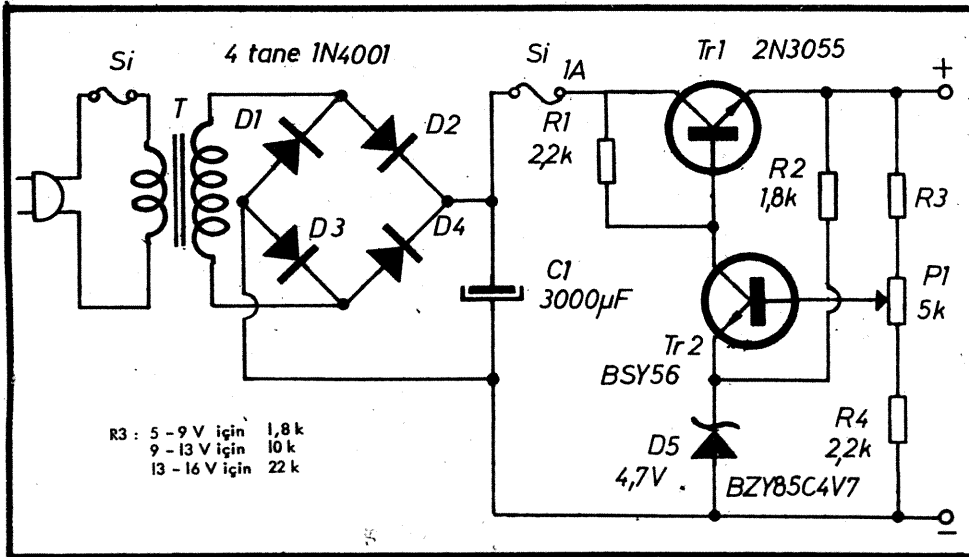 4 tane 1N4001
Si
T
D1
D2
D3
D4
Si
1A
R1
2,2k
Tr1 2N3055
+
R2
1,8k
R3
C1
3000µF
P1
5k
Tr2
BSY56
R4
2,2k
D5
4,7V
BZY85C4V7
−
R3 : 5 – 9 V için 1,8 k
9 – 13 V için 10 k
13 – 16 V için 22 k